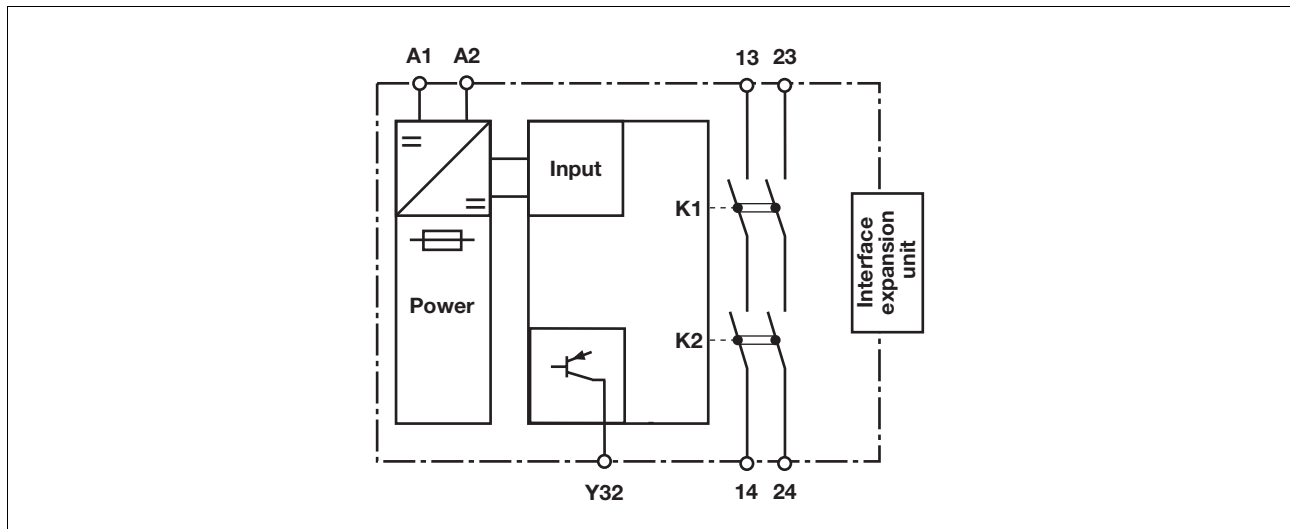 A1 A2 13 23
Input
K1
Interface
expansion
unit
Power
K2
Y32 14 24